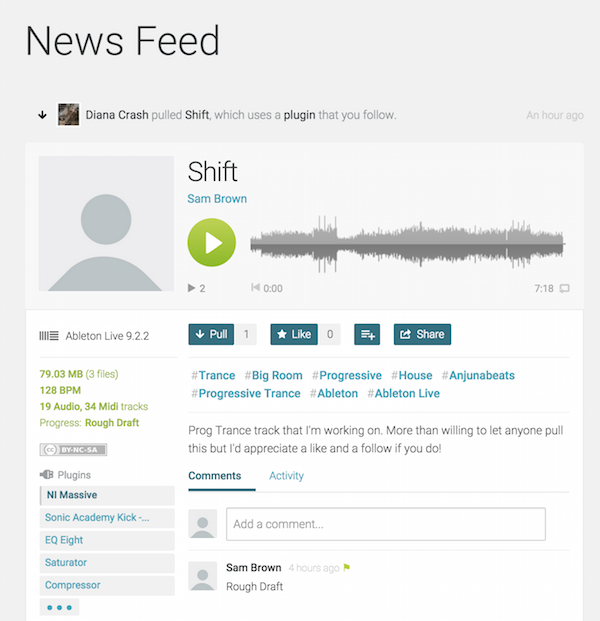 News Feed
Diana Crash pulled Shift, which uses a plugin that you follow.
An hour ago
Shift
Sam Brown
2
0:00
7:18
Ableton Live 9.2.2
Pull 1
Like 0
Share
79.03 MB (3 files)
128 BPM
19 Audio, 34 Midi tracks
Progress: Rough Draft
cc BY-NC-SA
Plugins
NI Massive
Sonic Academy Kick -...
EQ Eight
Saturator
Compressor
#Trance #Big Room #Progressive #House #Anjunabeats
#Progressive Trance #Ableton #Ableton Live
Prog Trance track that I'm working on. More than willing to let anyone pull
this but I'd appreciate a like and a follow if you do!
Comments Activity
Add a comment...
Sam Brown 4 hours ago
Rough Draft